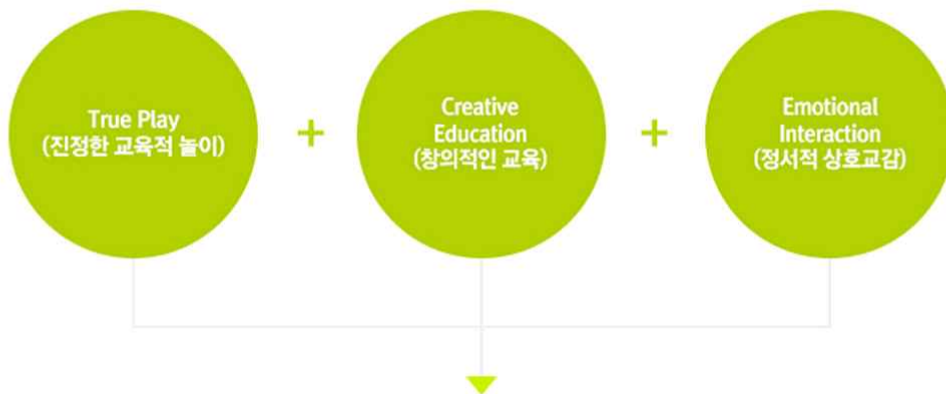 True Play
(진정한 교육적 놀이)
+
Creative
Education
(창의적인 교육)
+
Emotional
Interaction
(정서적 상호교감)